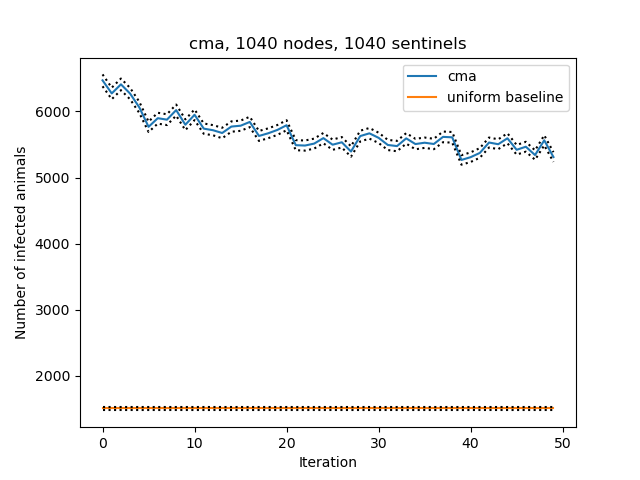 cma, 1040 nodes, 1040 sentinels
cma
uniform baseline
6000
5000
4000
3000
2000
Number of infected animals
0 10 20 30 40 50
Iteration